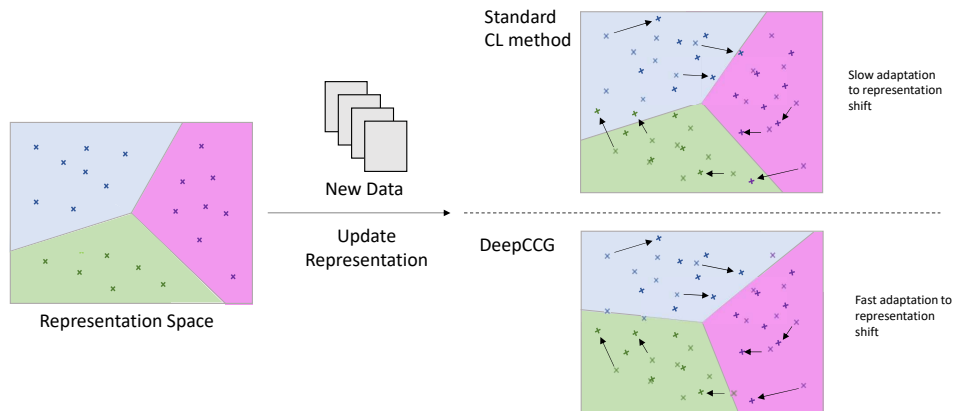 Standard
CL method
Slow adaptation
to representation
shift
New Data
Update
Representation
Representation Space
DeepCCG
Fast adaptation to
representation
shift